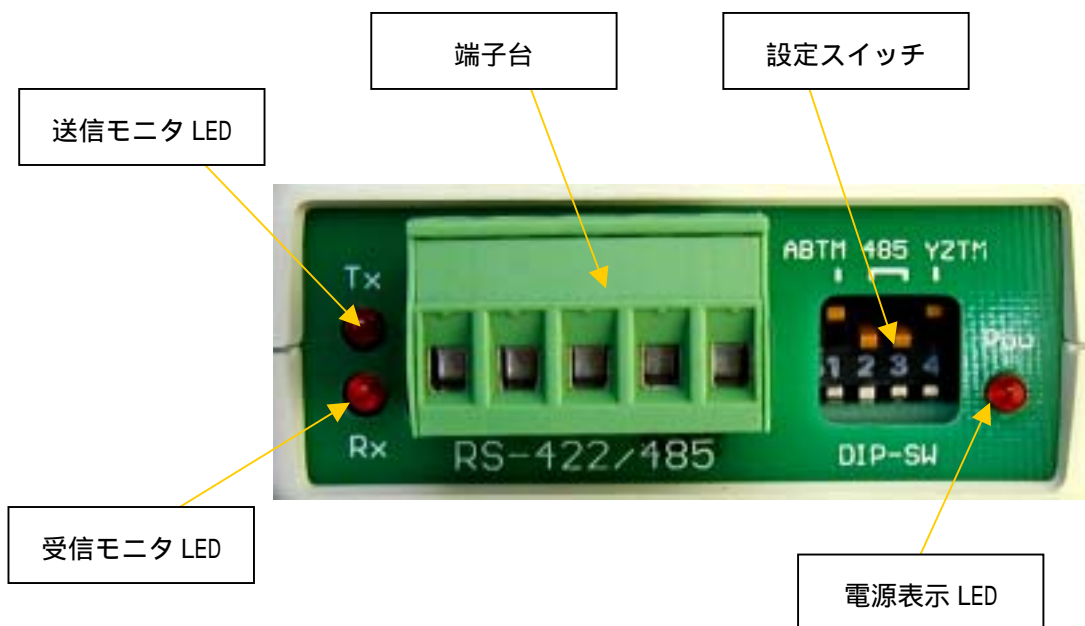 端子台
設定スイッチ
送信モニタ LED
ABTM 485 YZTM
Tx
1 2 3 4
Rx
RS-422/485
DIP-SW
受信モニタ LED
電源表示 LED